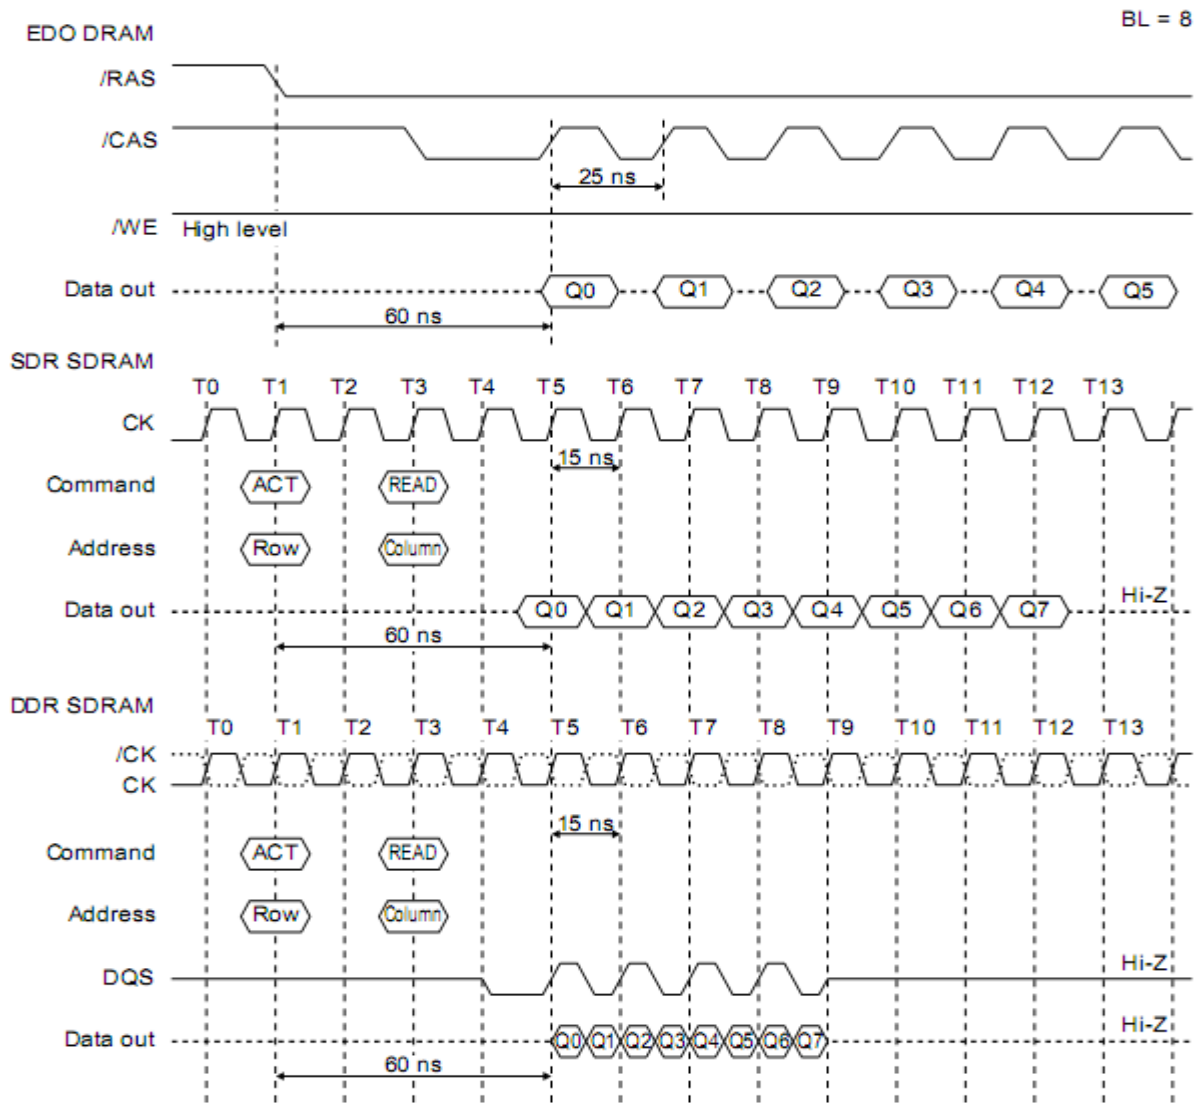 BL = 8
EDO DRAM
/RAS
/CAS
25 ns
/WE High level
Data out Q0 Q1 Q2 Q3 Q4 Q5
60 ns
SDR SDRAM
T0 T1 T2 T3 T4 T5 T6 T7 T8 T9 T10 T11 T12 T13
CK
15 ns
Command ACT READ
Address Row Column
Data out Q0 Q1 Q2 Q3 Q4 Q5 Q6 Q7 Hi-Z
60 ns
DDR SDRAM
T0 T1 T2 T3 T4 T5 T6 T7 T8 T9 T10 T11 T12 T13
/CK
CK
15 ns
Command ACT READ
Address Row Column
DQS Hi-Z
Data out Q0 Q1 Q2 Q3 Q4 Q5 Q6 Q7 Hi-Z
60 ns